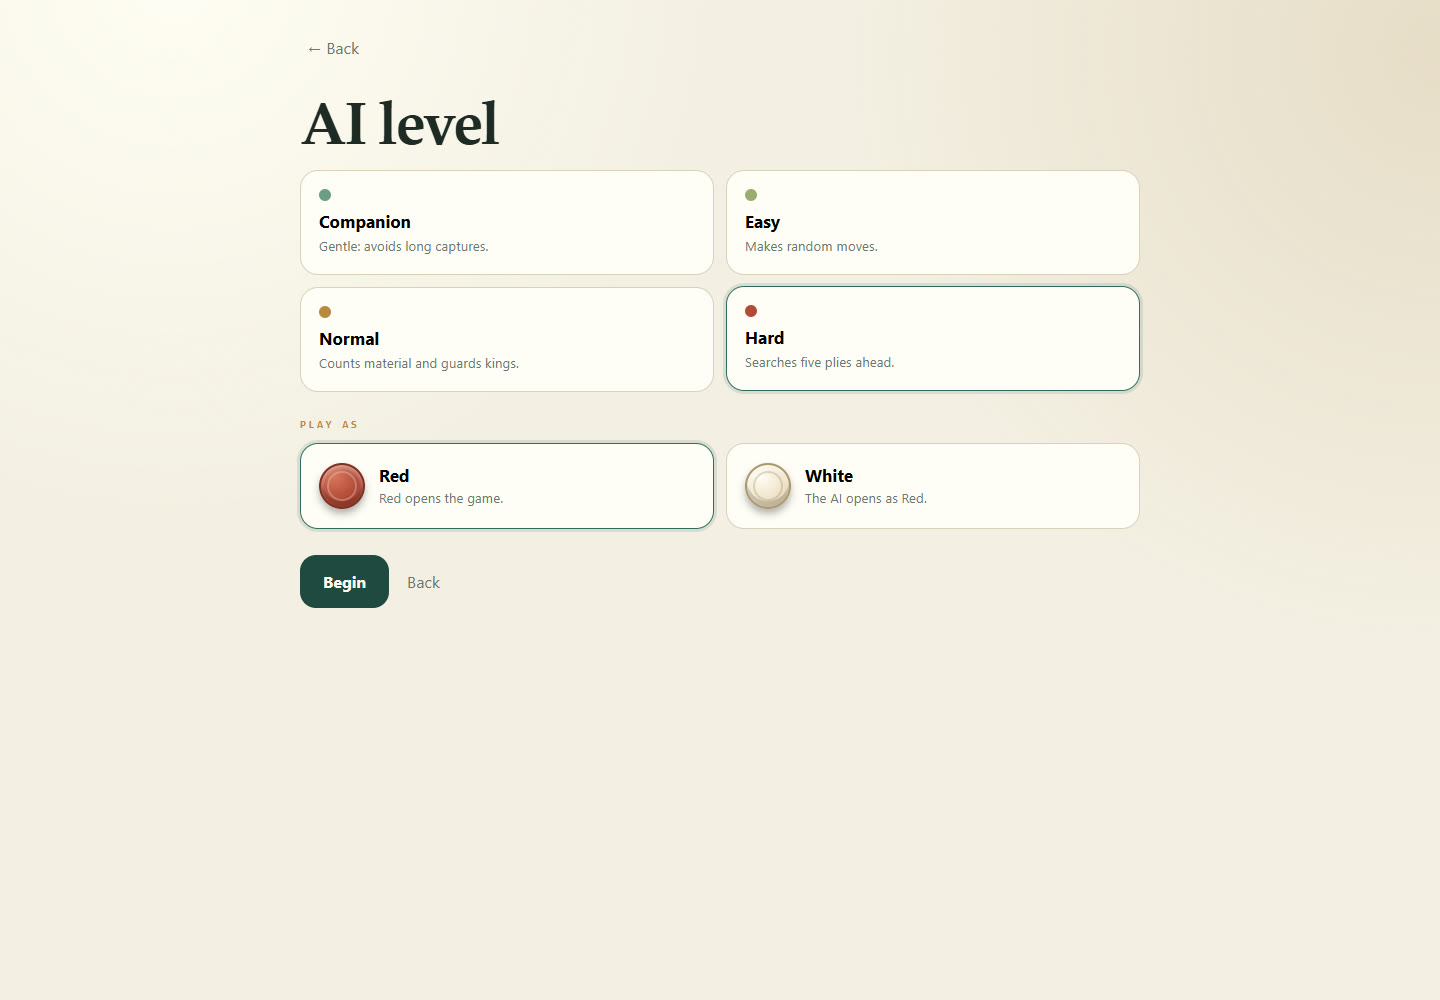 ← Back
AI level
Companion
Gentle: avoids long captures.
Easy
Makes random moves.
Normal
Counts material and guards kings.
Hard
Searches five plies ahead.
PLAY AS
Red
Red opens the game.
White
The AI opens as Red.
Begin
Back